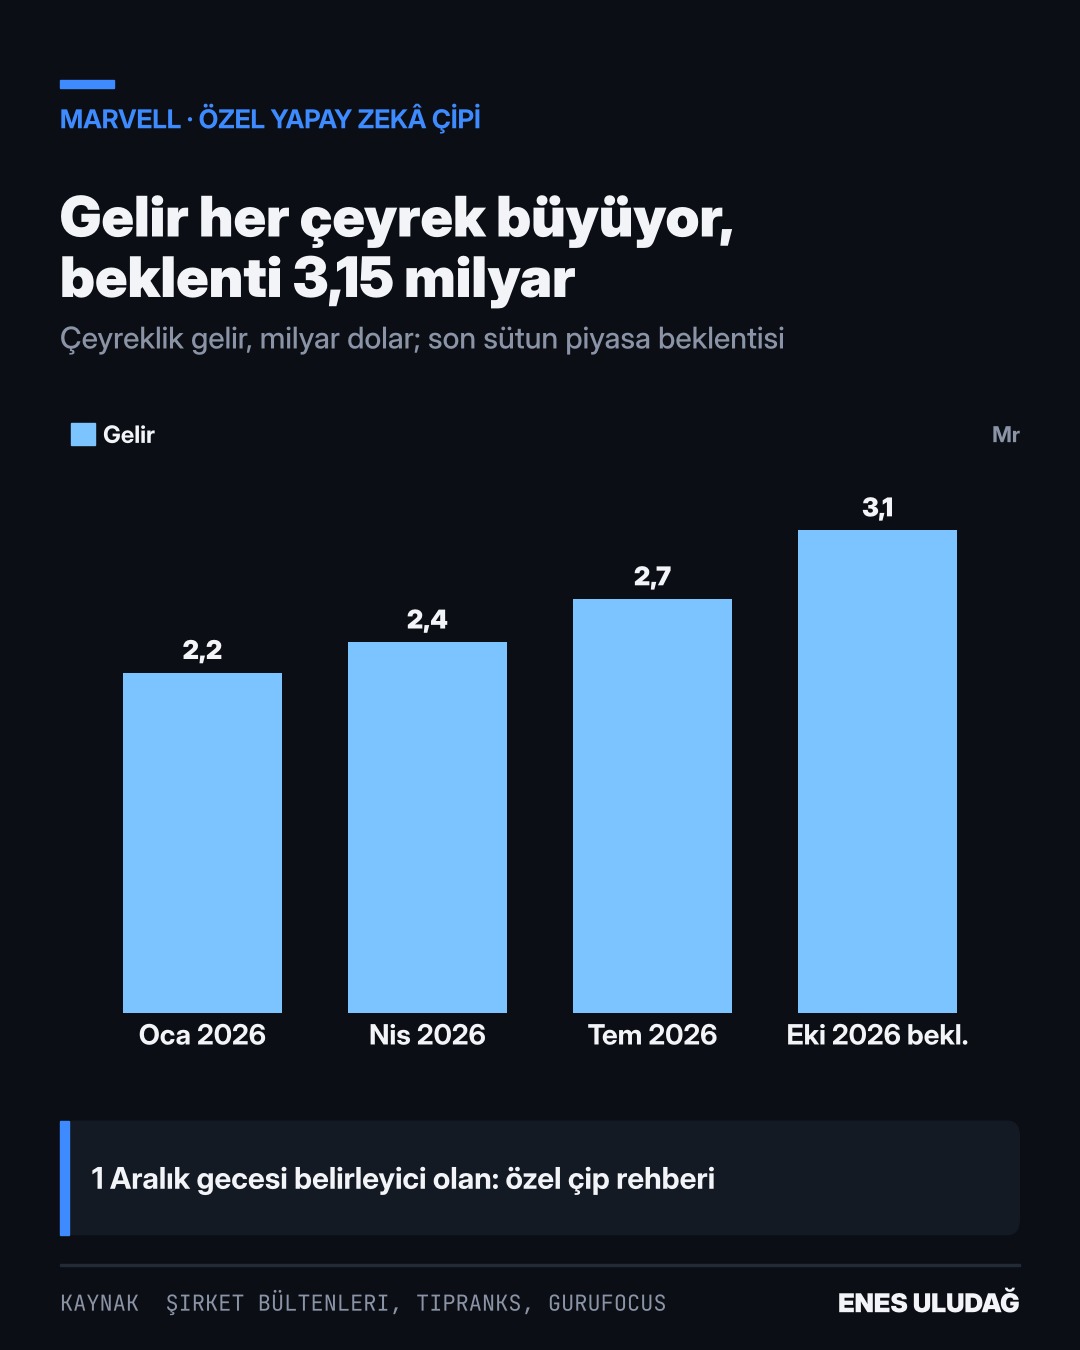 MARVELL · ÖZEL YAPAY ZEKÂ ÇİPİ
Gelir her çeyrek büyüyor,
beklenti 3,15 milyar
Çeyreklik gelir, milyar dolar; son sütun piyasa beklentisi
Gelir
Mr
2,2
2,4
2,7
3,1
Oca 2026
Nis 2026
Tem 2026
Eki 2026 bekl.
1 Aralık gecesi belirleyici olan: özel çip rehberi
KAYNAK ŞIRKET BÜLTENLERI, TIPRANKS, GURUFOCUS
ENES ULUDAĞ